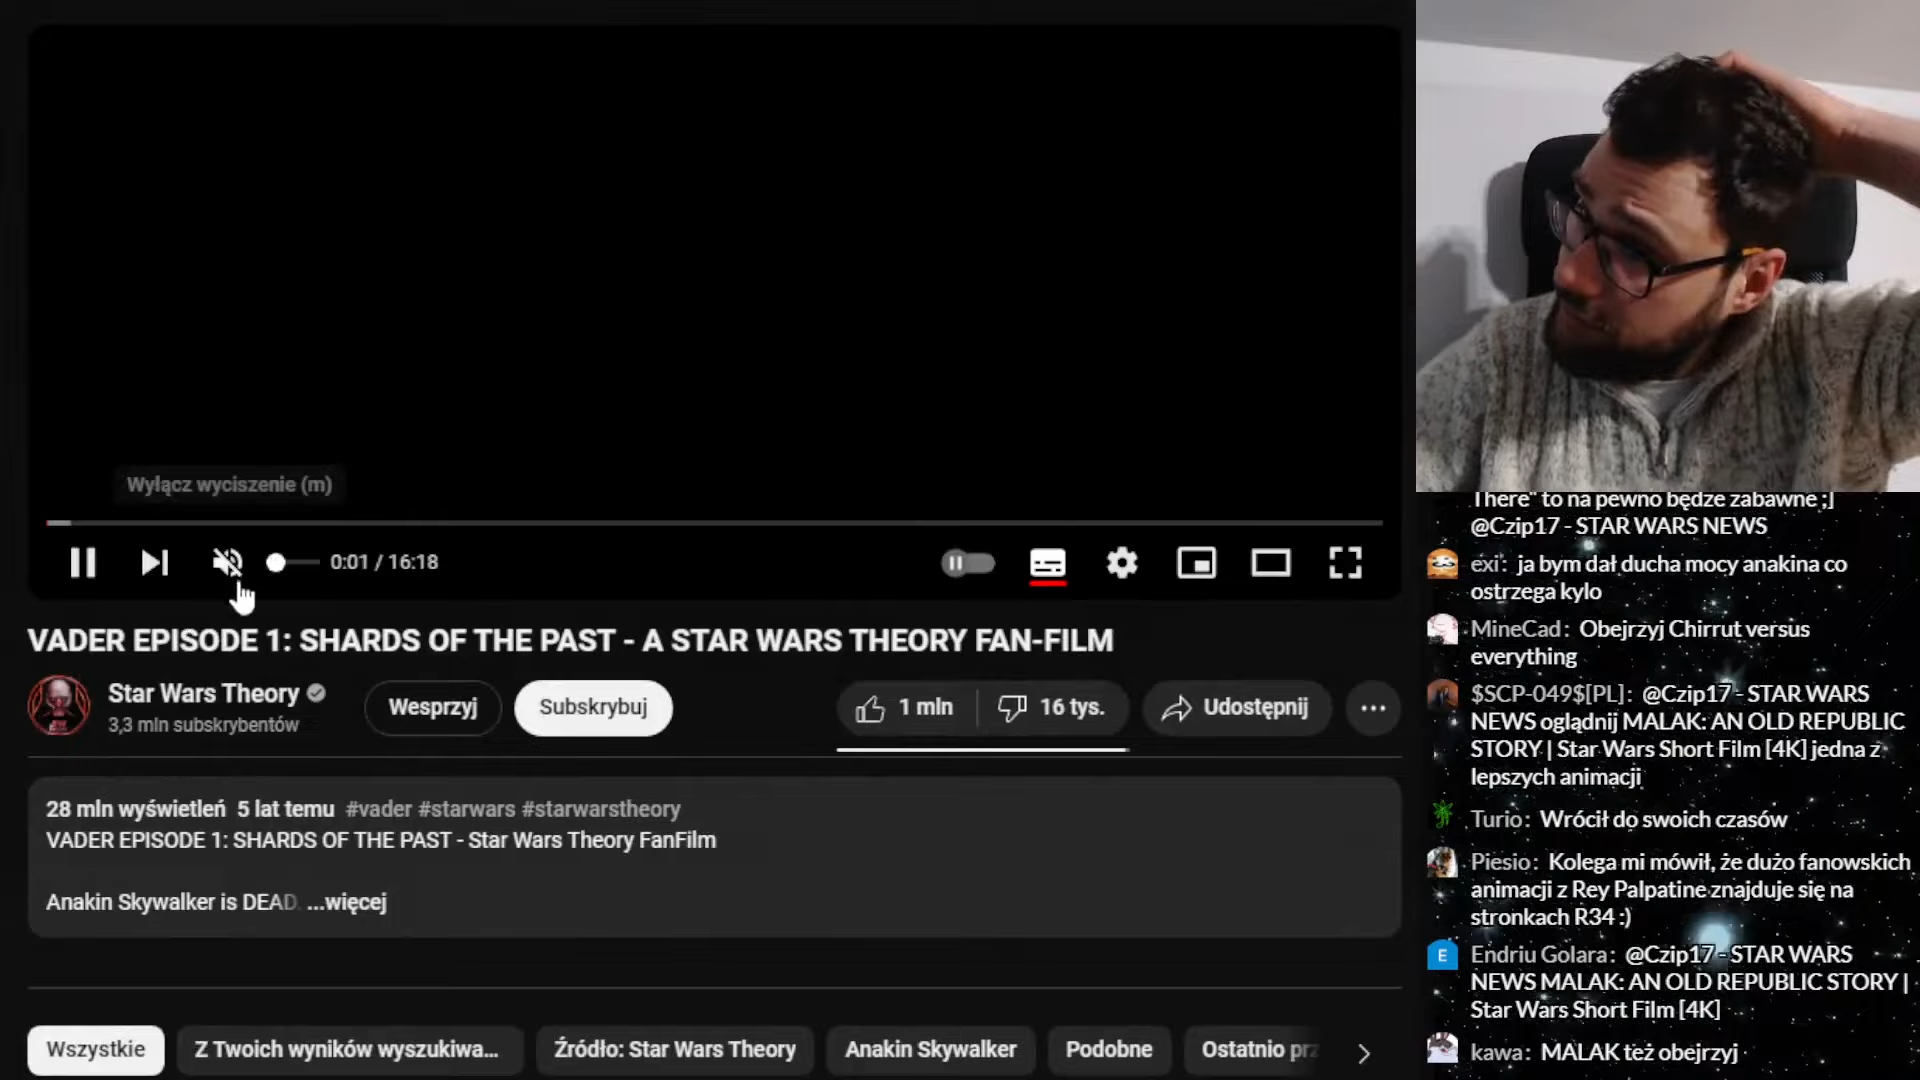 Wyłącz wyciszenie (m)
0:01 / 16:18
VADER EPISODE 1: SHARDS OF THE PAST - A STAR WARS THEORY FAN-FILM
Star Wars Theory
3,3 mln subskrybentów
Wesprzyj
Subskrybuj
1 mln
16 tys.
Udostępnij
28 mln wyświetleń 5 lat temu #vader #starwars #starwarstheory
VADER EPISODE 1: SHARDS OF THE PAST - Star Wars Theory FanFilm
Anakin Skywalker is DEAD. ...więcej
Wszystkie
Z Twoich wyników wyszukiwa...
Źródło: Star Wars Theory
Anakin Skywalker
Podobne
Ostatnio prz
There" to na pewno będze zabawne ;]
@Czip17 - STAR WARS NEWS
exi: ja bym dał ducha mocy anakina co
ostrzega kylo
MineCad: Obejrzyj Chirrut versus
everything
$SCP-049$[PL]: @Czip17 - STAR WARS
NEWS oglądnij MALAK: AN OLD REPUBLIC
STORY | Star Wars Short Film [4K] jedna z
lepszych animacji
Turio: Wrócił do swoich czasów
Piesio: Kolega mi mówił, że dużo fanowskich
animacji z Rey Palpatine znajduje się na
stronkach R34 :)
E
Endriu Golara: @Czip17 - STAR WARS
NEWS MALAK: AN OLD REPUBLIC STORY |
Star Wars Short Film [4K]
kawa: MALAK też obejrzyj